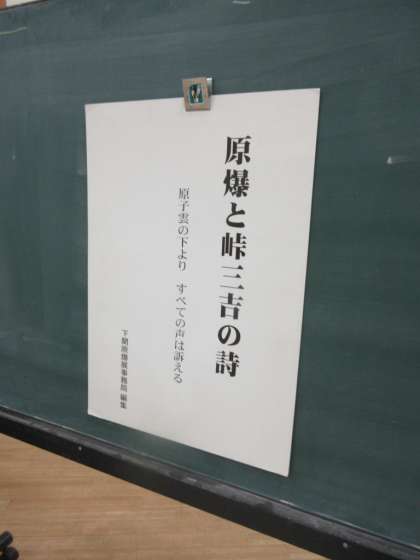 原爆と峠三吉の詩
原子雲の下より　すべての声は訴える
下関原爆展事務局 編集